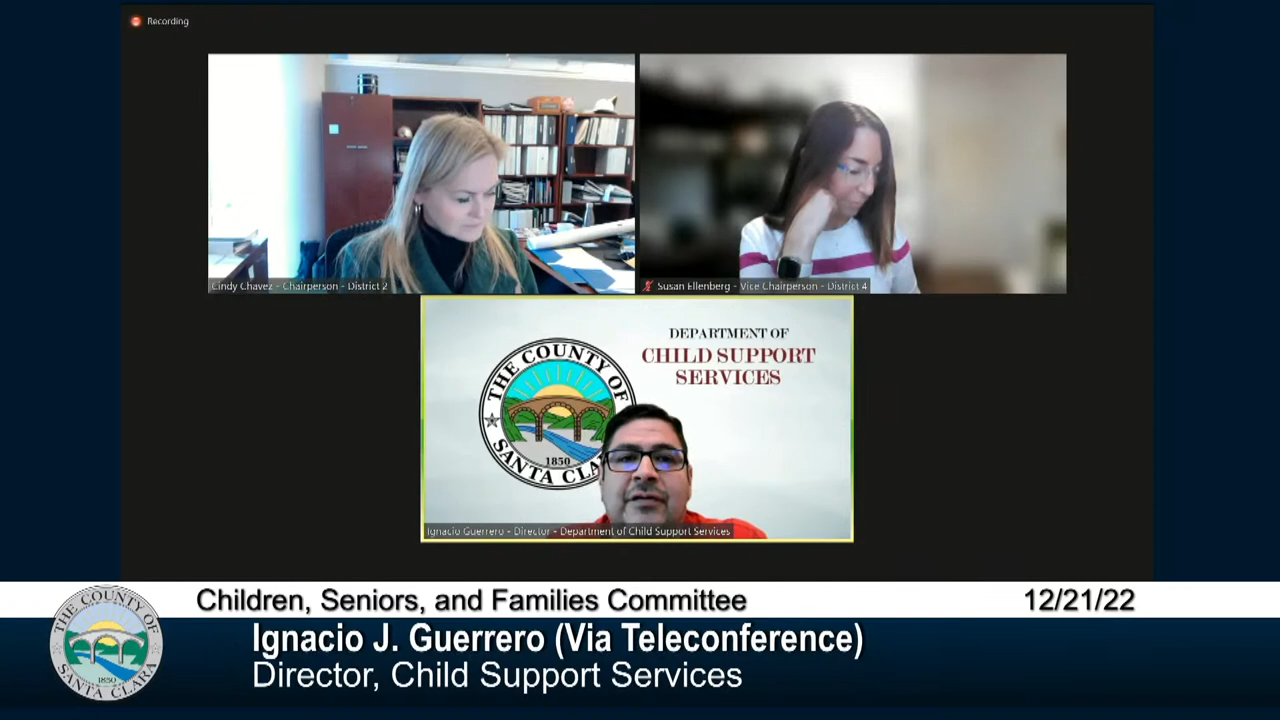 Recording
Cindy Chavez - Chairperson - District 2
Susan Ellenberg - Vice Chairperson - District 4
DEPARTMENT OF
CHILD SUPPORT
SERVICES
THE COUNTY OF
SANTA CLA
1850
Ignacio Guerrero - Director - Department of Child Support Services
Children, Seniors, and Families Committee
12/21/22
THE COUNTY OF
SANTA CLARA
1850
Ignacio J. Guerrero (Via Teleconference)
Director, Child Support Services